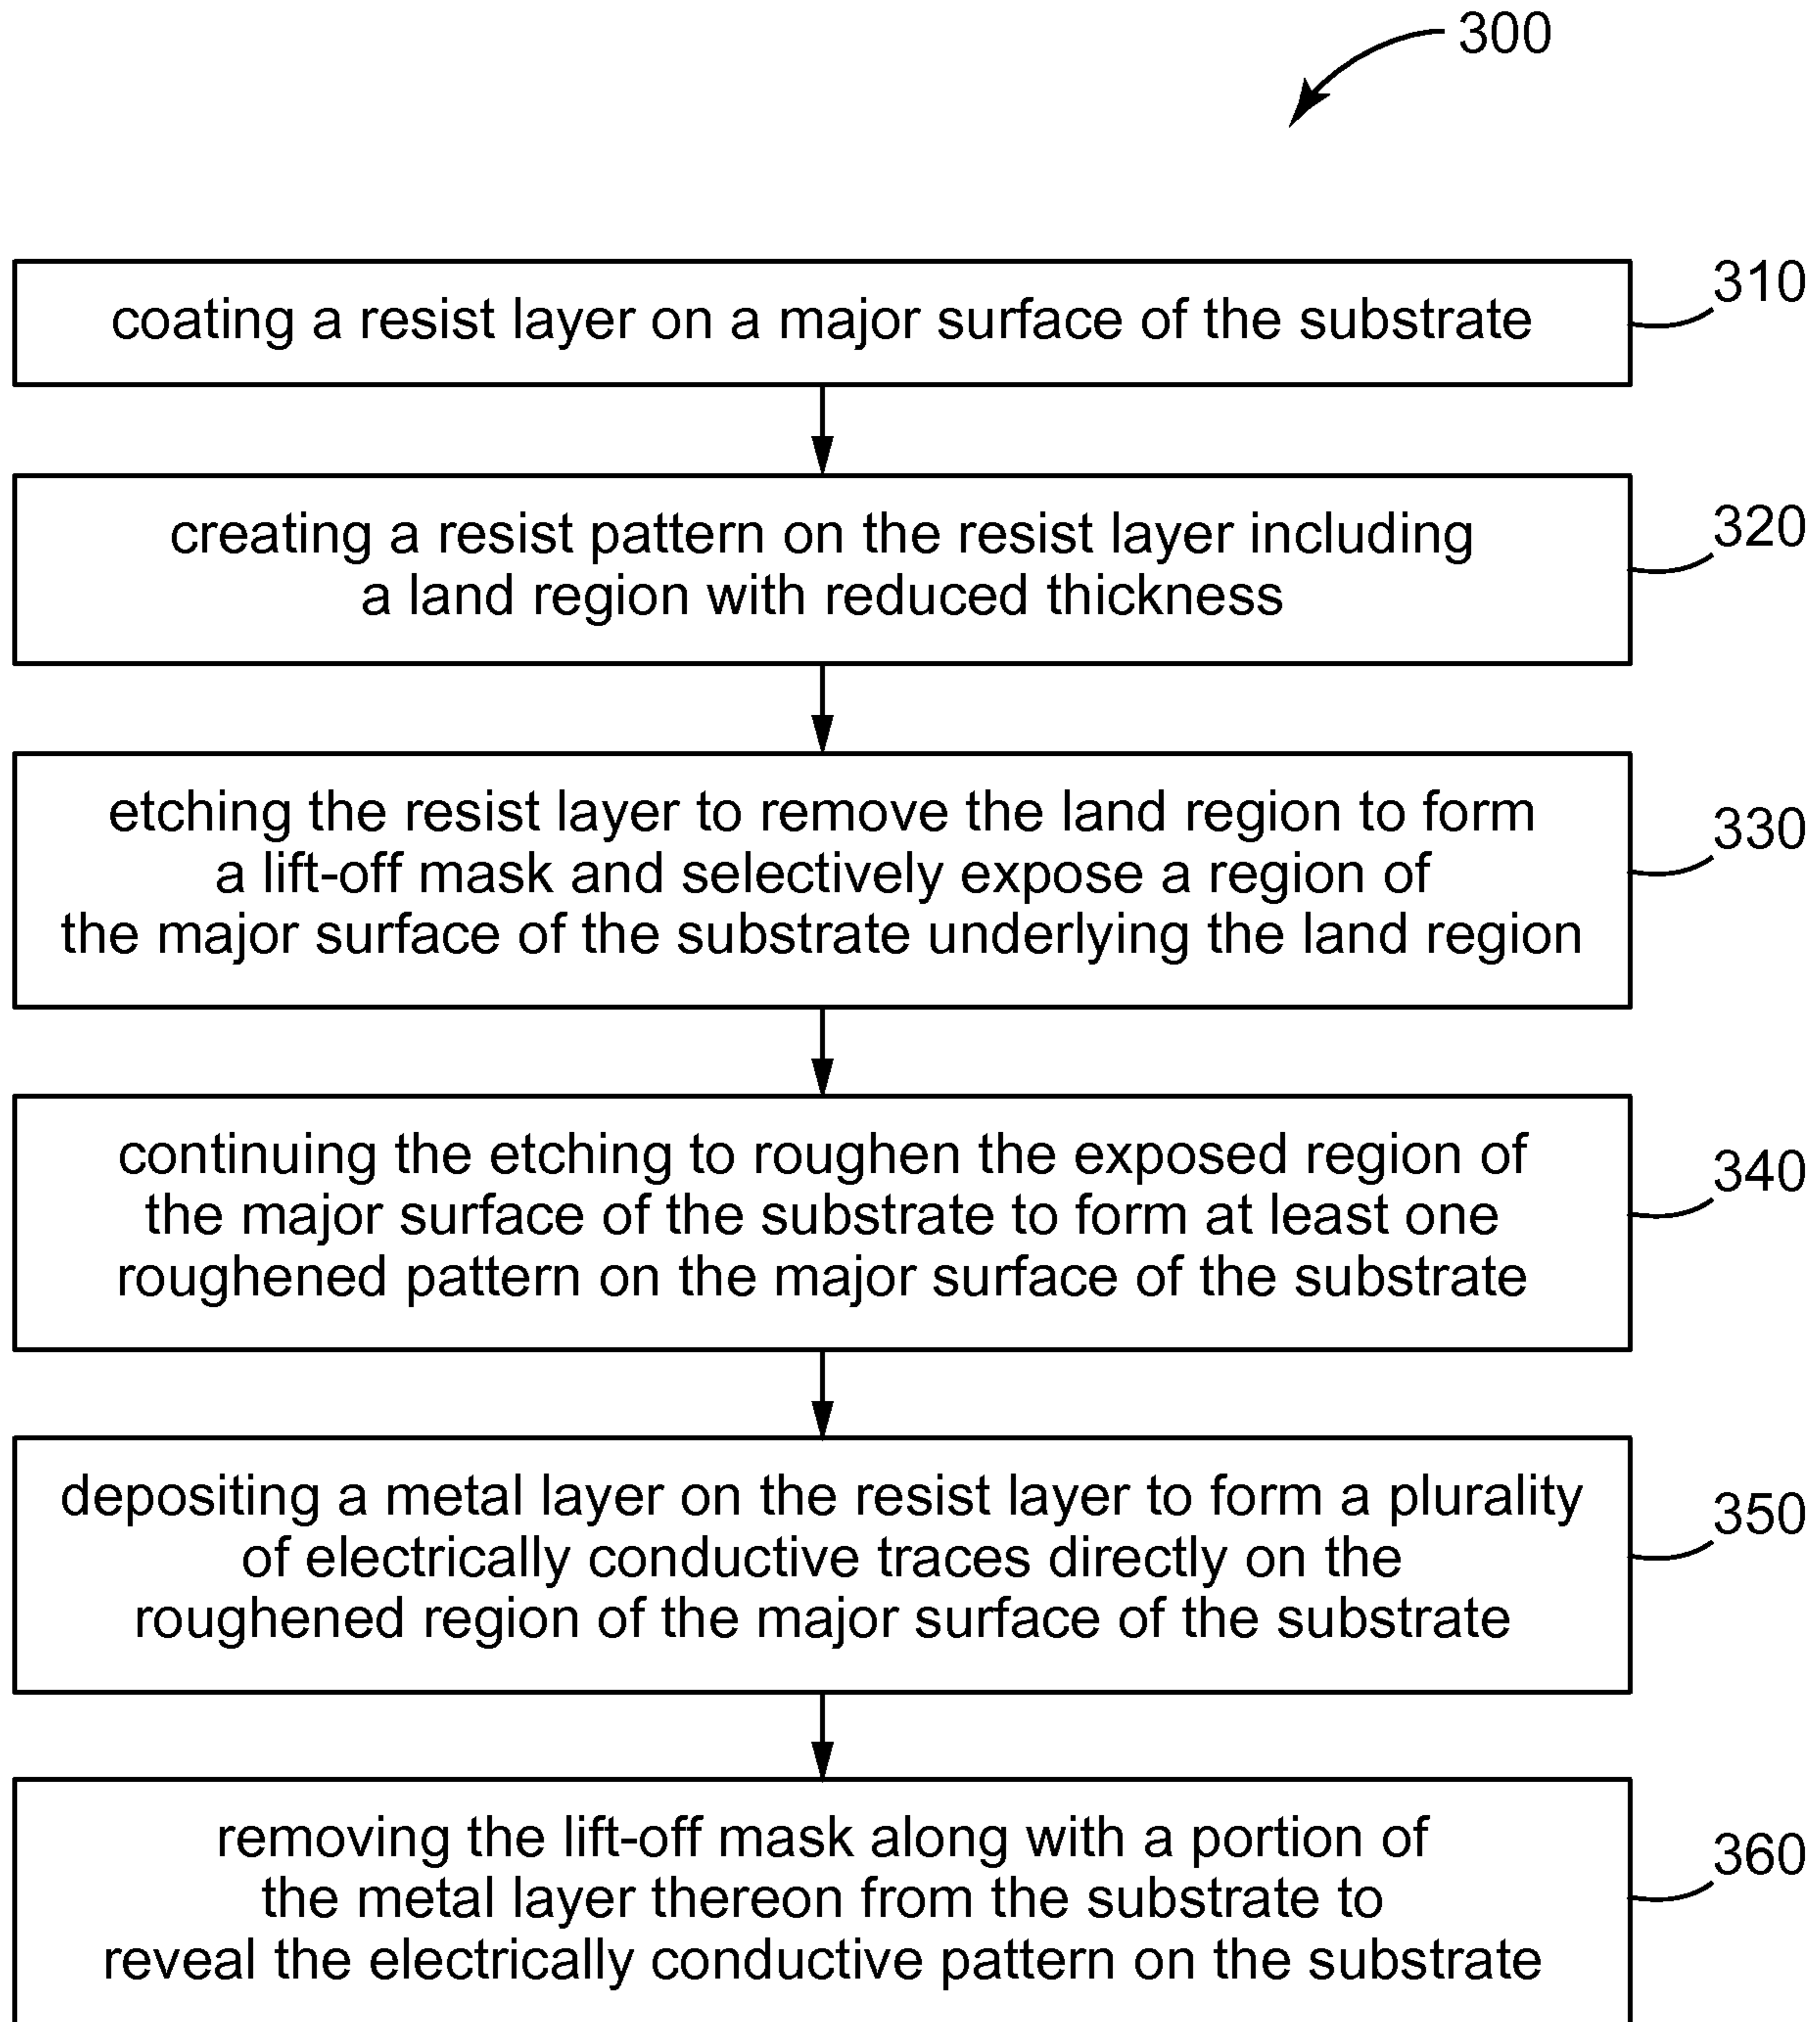 300
coating a resist layer on a major surface of the substrate
310
creating a resist pattern on the resist layer including
a land region with reduced thickness
320
etching the resist layer to remove the land region to form
a lift-off mask and selectively expose a region of
the major surface of the substrate underlying the land region
330
continuing the etching to roughen the exposed region of
the major surface of the substrate to form at least one
roughened pattern on the major surface of the substrate
340
depositing a metal layer on the resist layer to form a plurality
of electrically conductive traces directly on the
roughened region of the major surface of the substrate
350
removing the lift-off mask along with a portion of
the metal layer thereon from the substrate to
reveal the electrically conductive pattern on the substrate
360